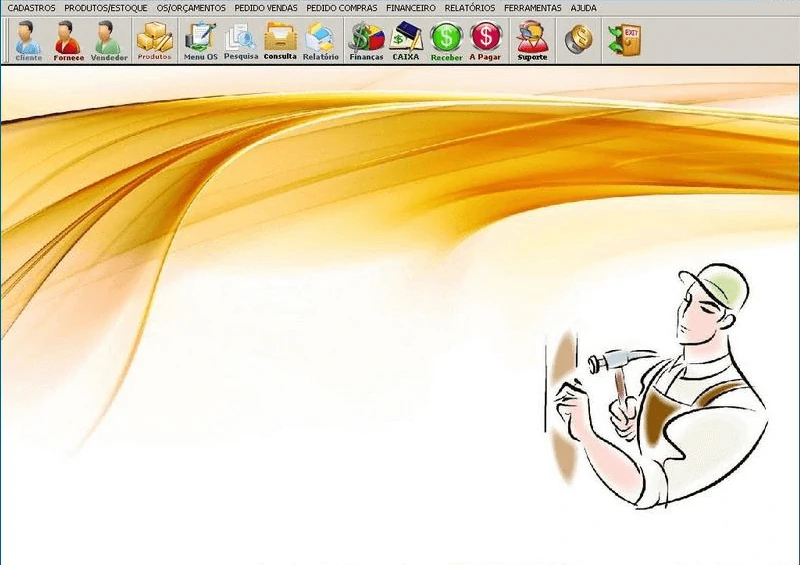 CADASTROS PRODUTOS/ESTOQUE OS/ORÇAMENTOS PEDIDO VENDAS PEDIDO COMPRAS FINANCEIRO RELATÓRIOS FERRAMENTAS AJUDA
Cliente Fornece Vendedor Produtos Menu OS Pesquisa Consulta Relatório Finanças CAIXA Receber A Pagar Suporte EXIT